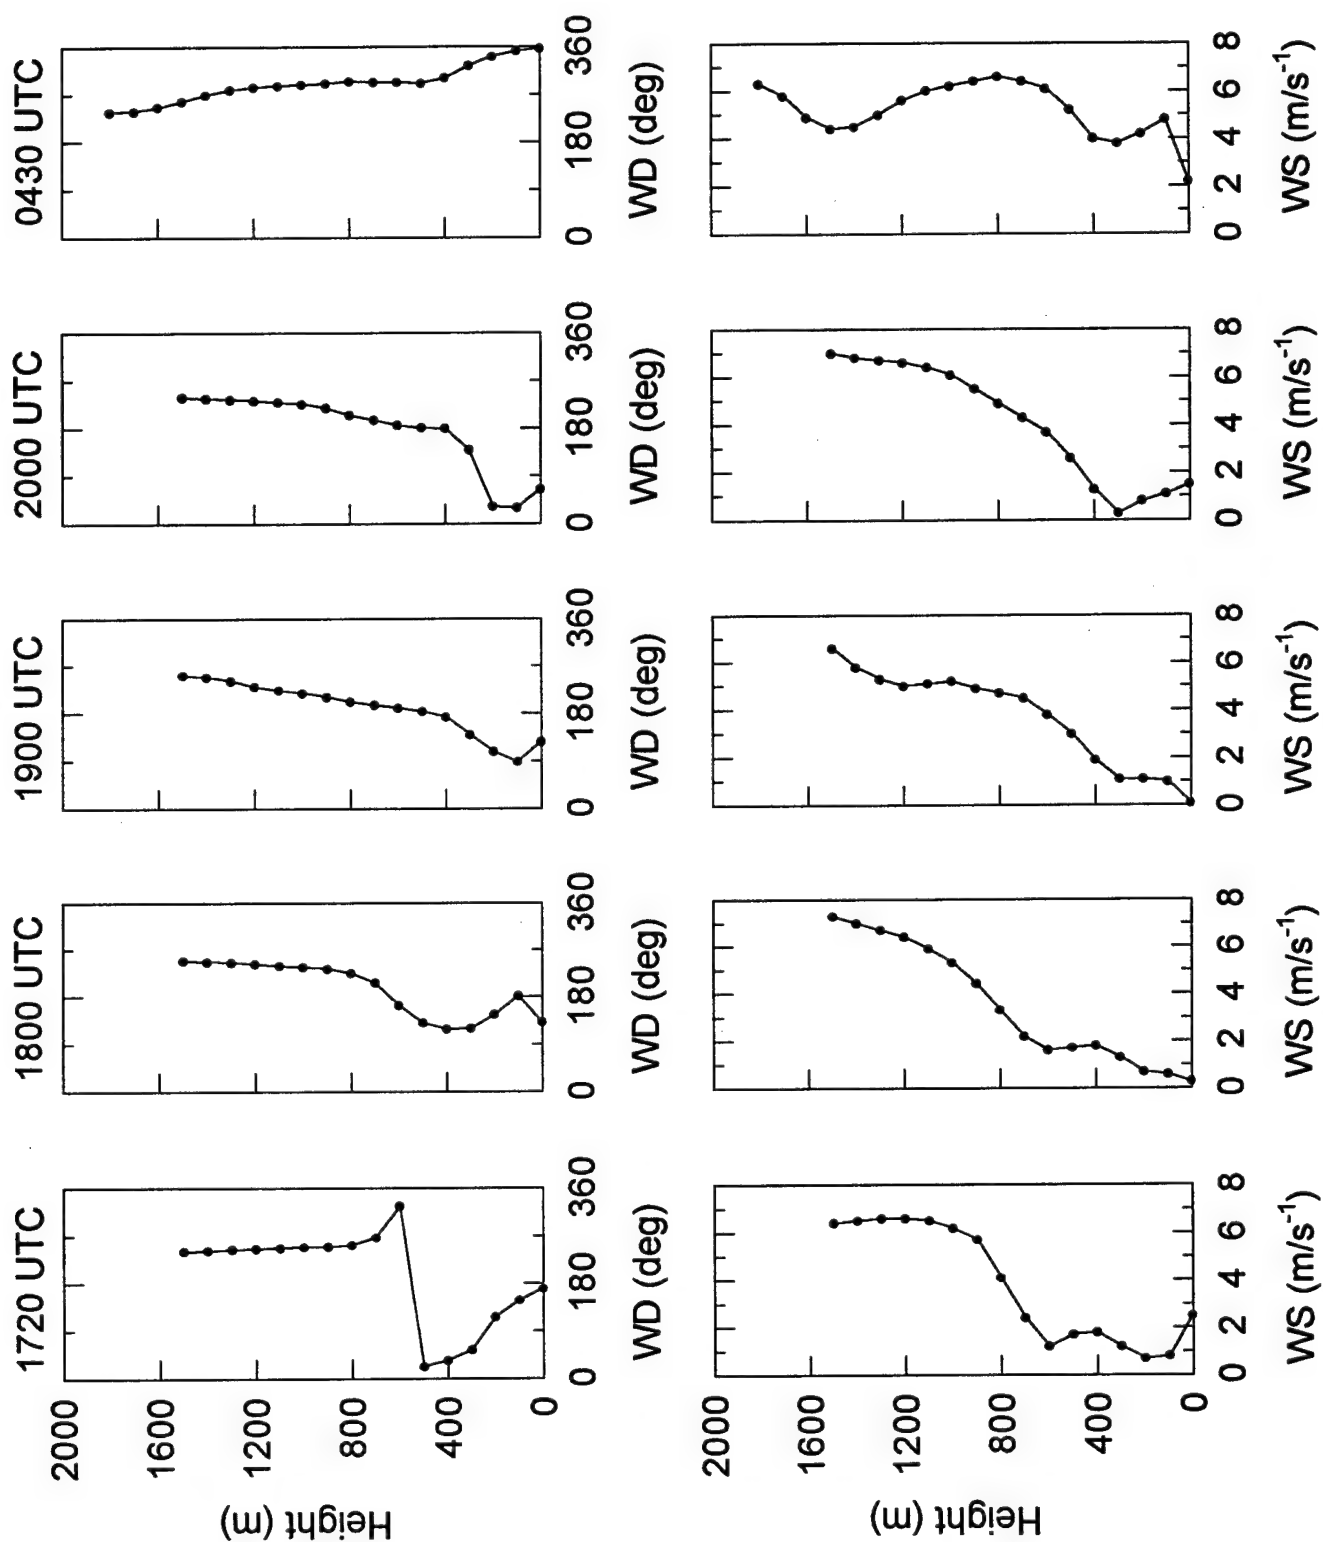 1720 UTC
1800 UTC
1900 UTC
2000 UTC
0430 UTC
Height (m)
2000
1600
1200
800
400
0
0 180 360
0 180 360
0 180 360
0 180 360
0 180 360
WD (deg)
WD (deg)
WD (deg)
WD (deg)
WD (deg)
Height (m)
2000
1600
1200
800
400
0
0 2 4 6 8
0 2 4 6 8
0 2 4 6 8
0 2 4 6 8
0 2 4 6 8
WS (m/s⁻¹)
WS (m/s⁻¹)
WS (m/s⁻¹)
WS (m/s⁻¹)
WS (m/s⁻¹)